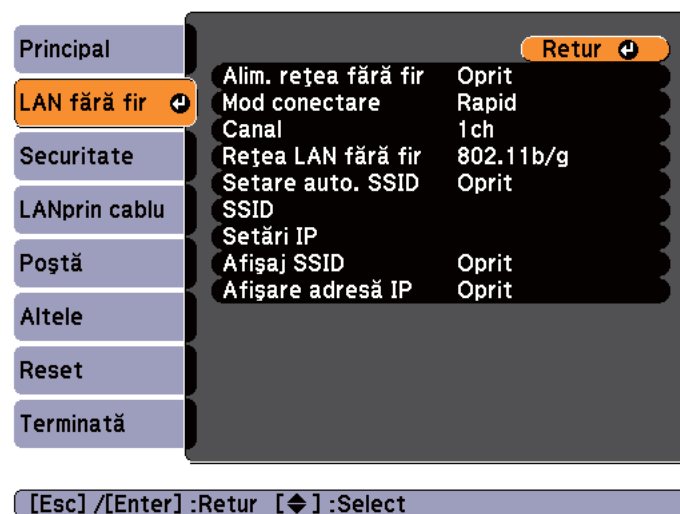 Principal
LAN fără fir
Securitate
LANprin cablu
Poştă
Altele
Reset
Terminată
Retur
Alim. reţea fără fir Oprit
Mod conectare Rapid
Canal 1ch
Reţea LAN fără fir 802.11b/g
Setare auto. SSID Oprit
SSID
Setări IP
Afişaj SSID Oprit
Afişare adresă IP Oprit
[Esc] /[Enter] :Retur [◆] :Select